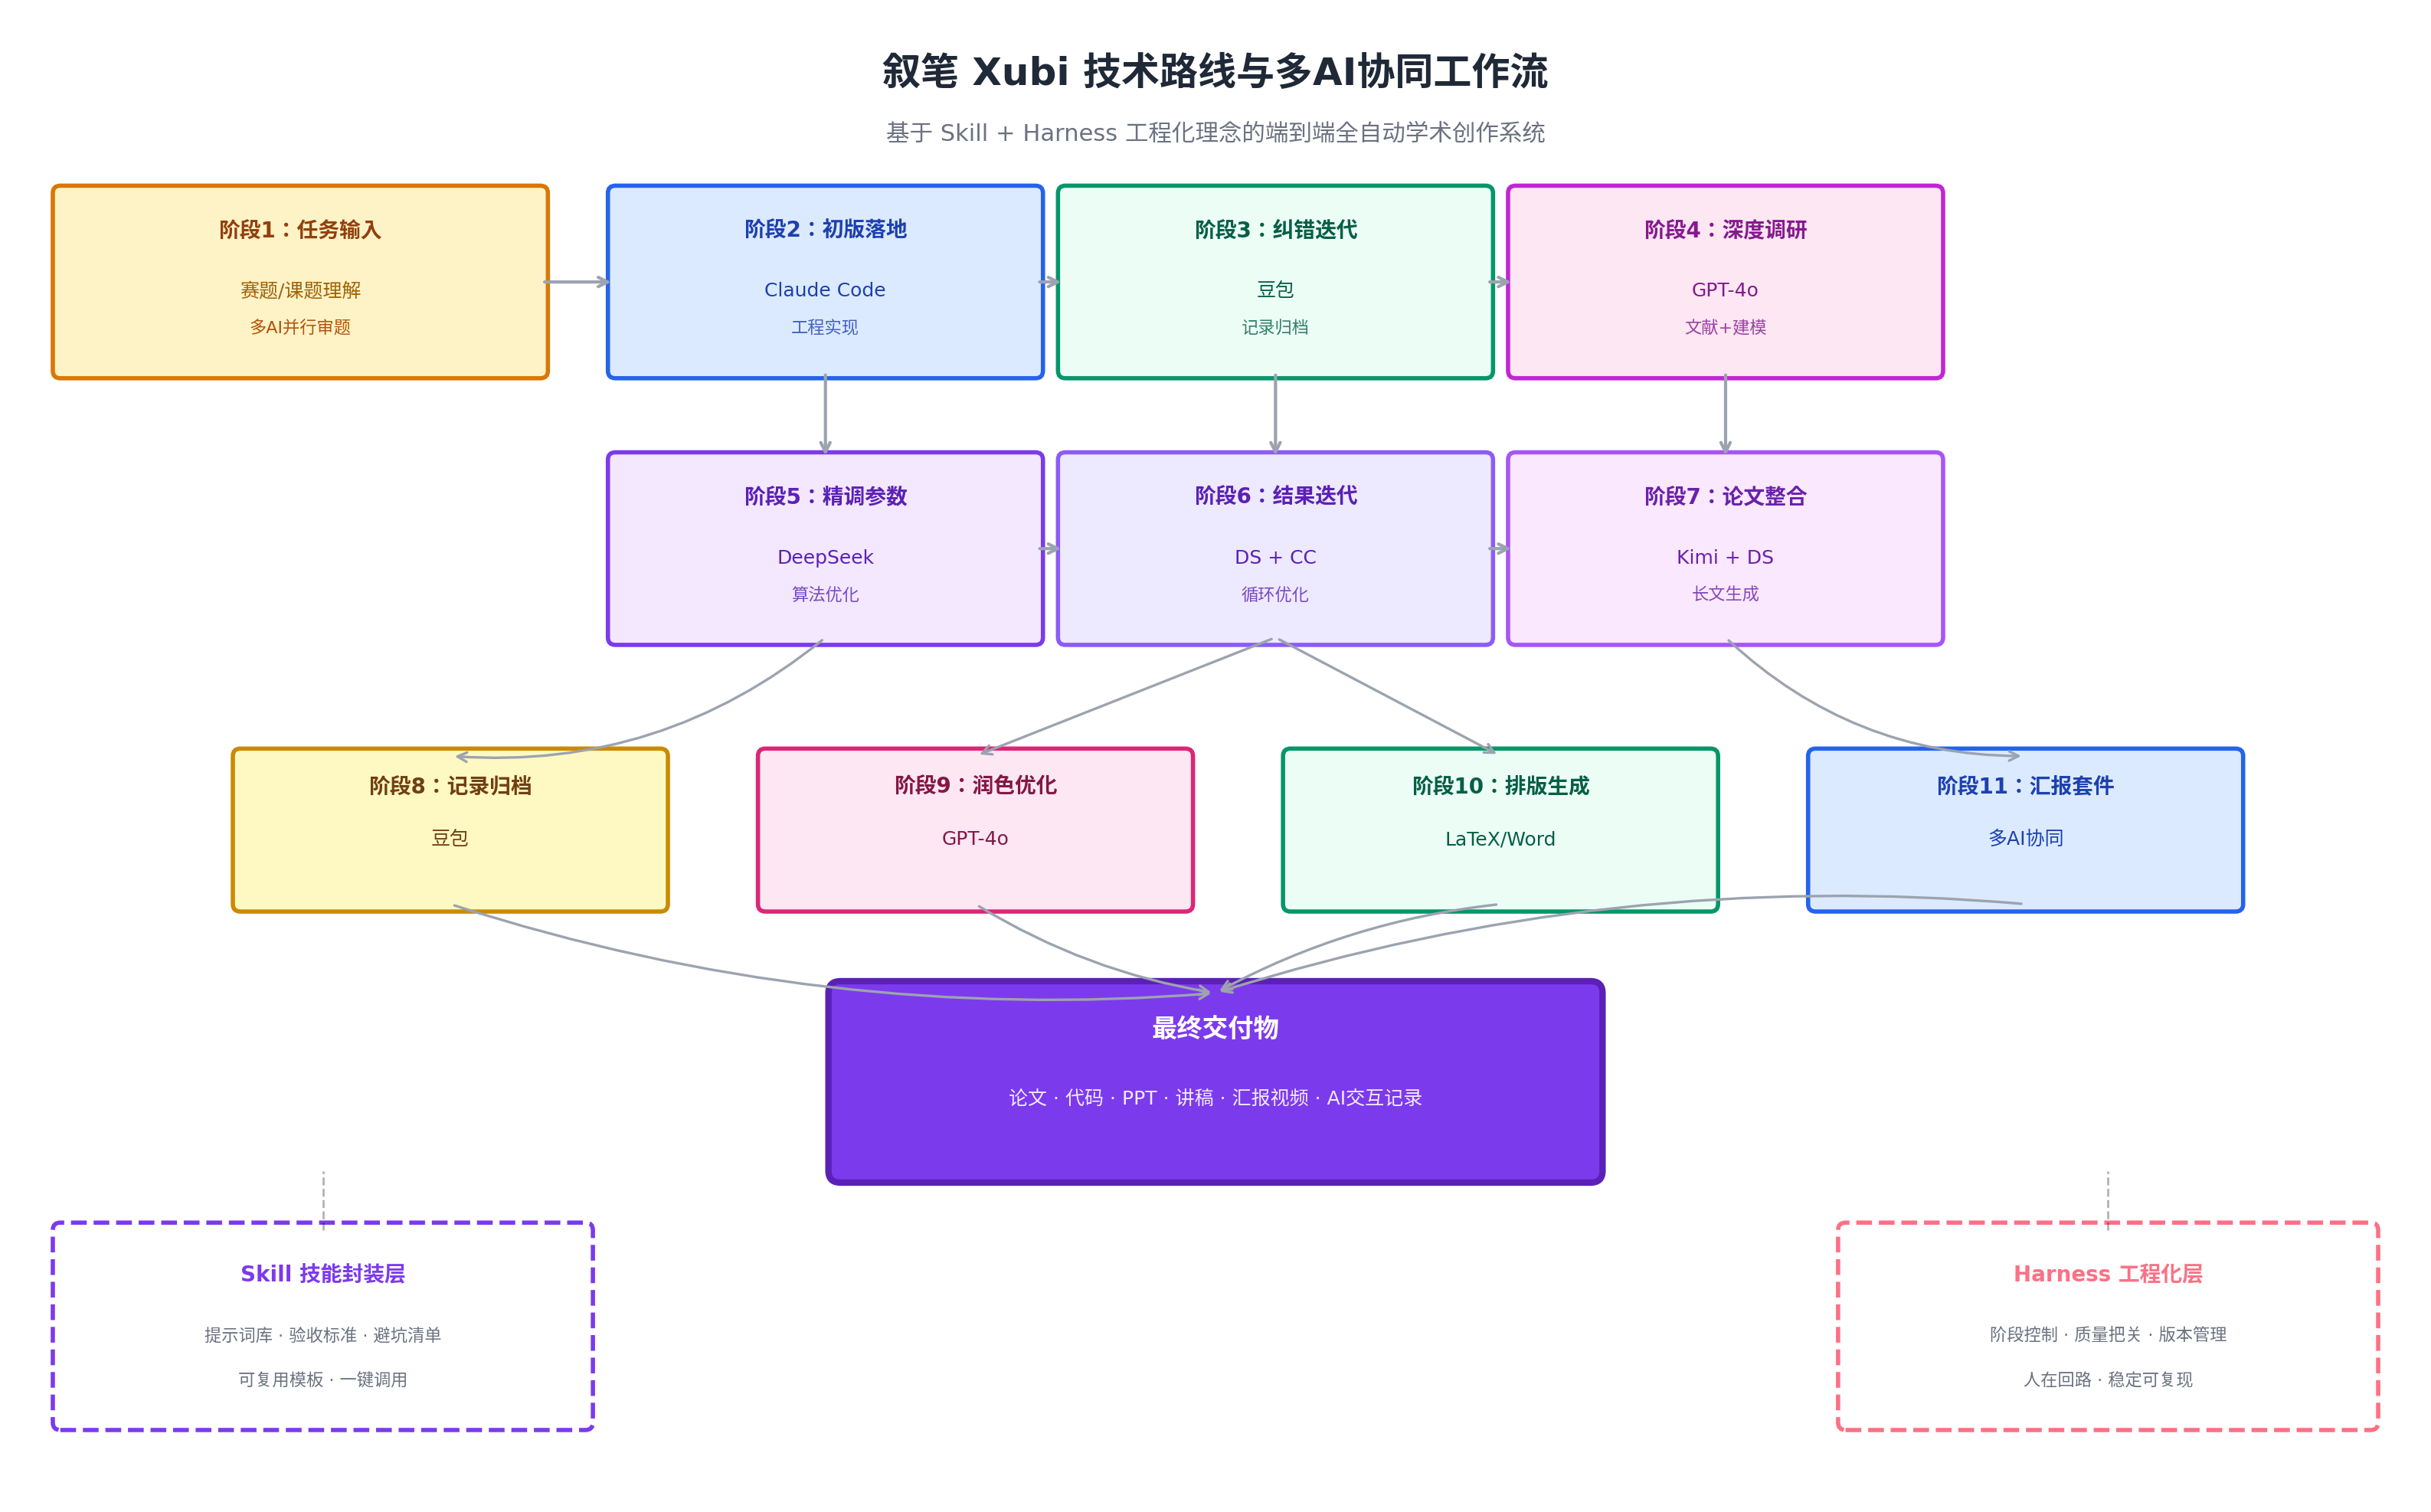 叙笔 Xubi 技术路线与多AI协同工作流
基于 Skill + Harness 工程化理念的端到端全自动学术创作系统
阶段1：任务输入
赛题/课题理解
多AI并行审题
阶段2：初版落地
Claude Code
工程实现
阶段3：纠错迭代
豆包
记录归档
阶段4：深度调研
GPT-4o
文献+建模
阶段5：精调参数
DeepSeek
算法优化
阶段6：结果迭代
DS + CC
循环优化
阶段7：论文整合
Kimi + DS
长文生成
阶段8：记录归档
豆包
阶段9：润色优化
GPT-4o
阶段10：排版生成
LaTeX/Word
阶段11：汇报套件
多AI协同
最终交付物
论文 · 代码 · PPT · 讲稿 · 汇报视频 · AI交互记录
Skill 技能封装层
提示词库 · 验收标准 · 避坑清单
可复用模板 · 一键调用
Harness 工程化层
阶段控制 · 质量把关 · 版本管理
人在回路 · 稳定可复现